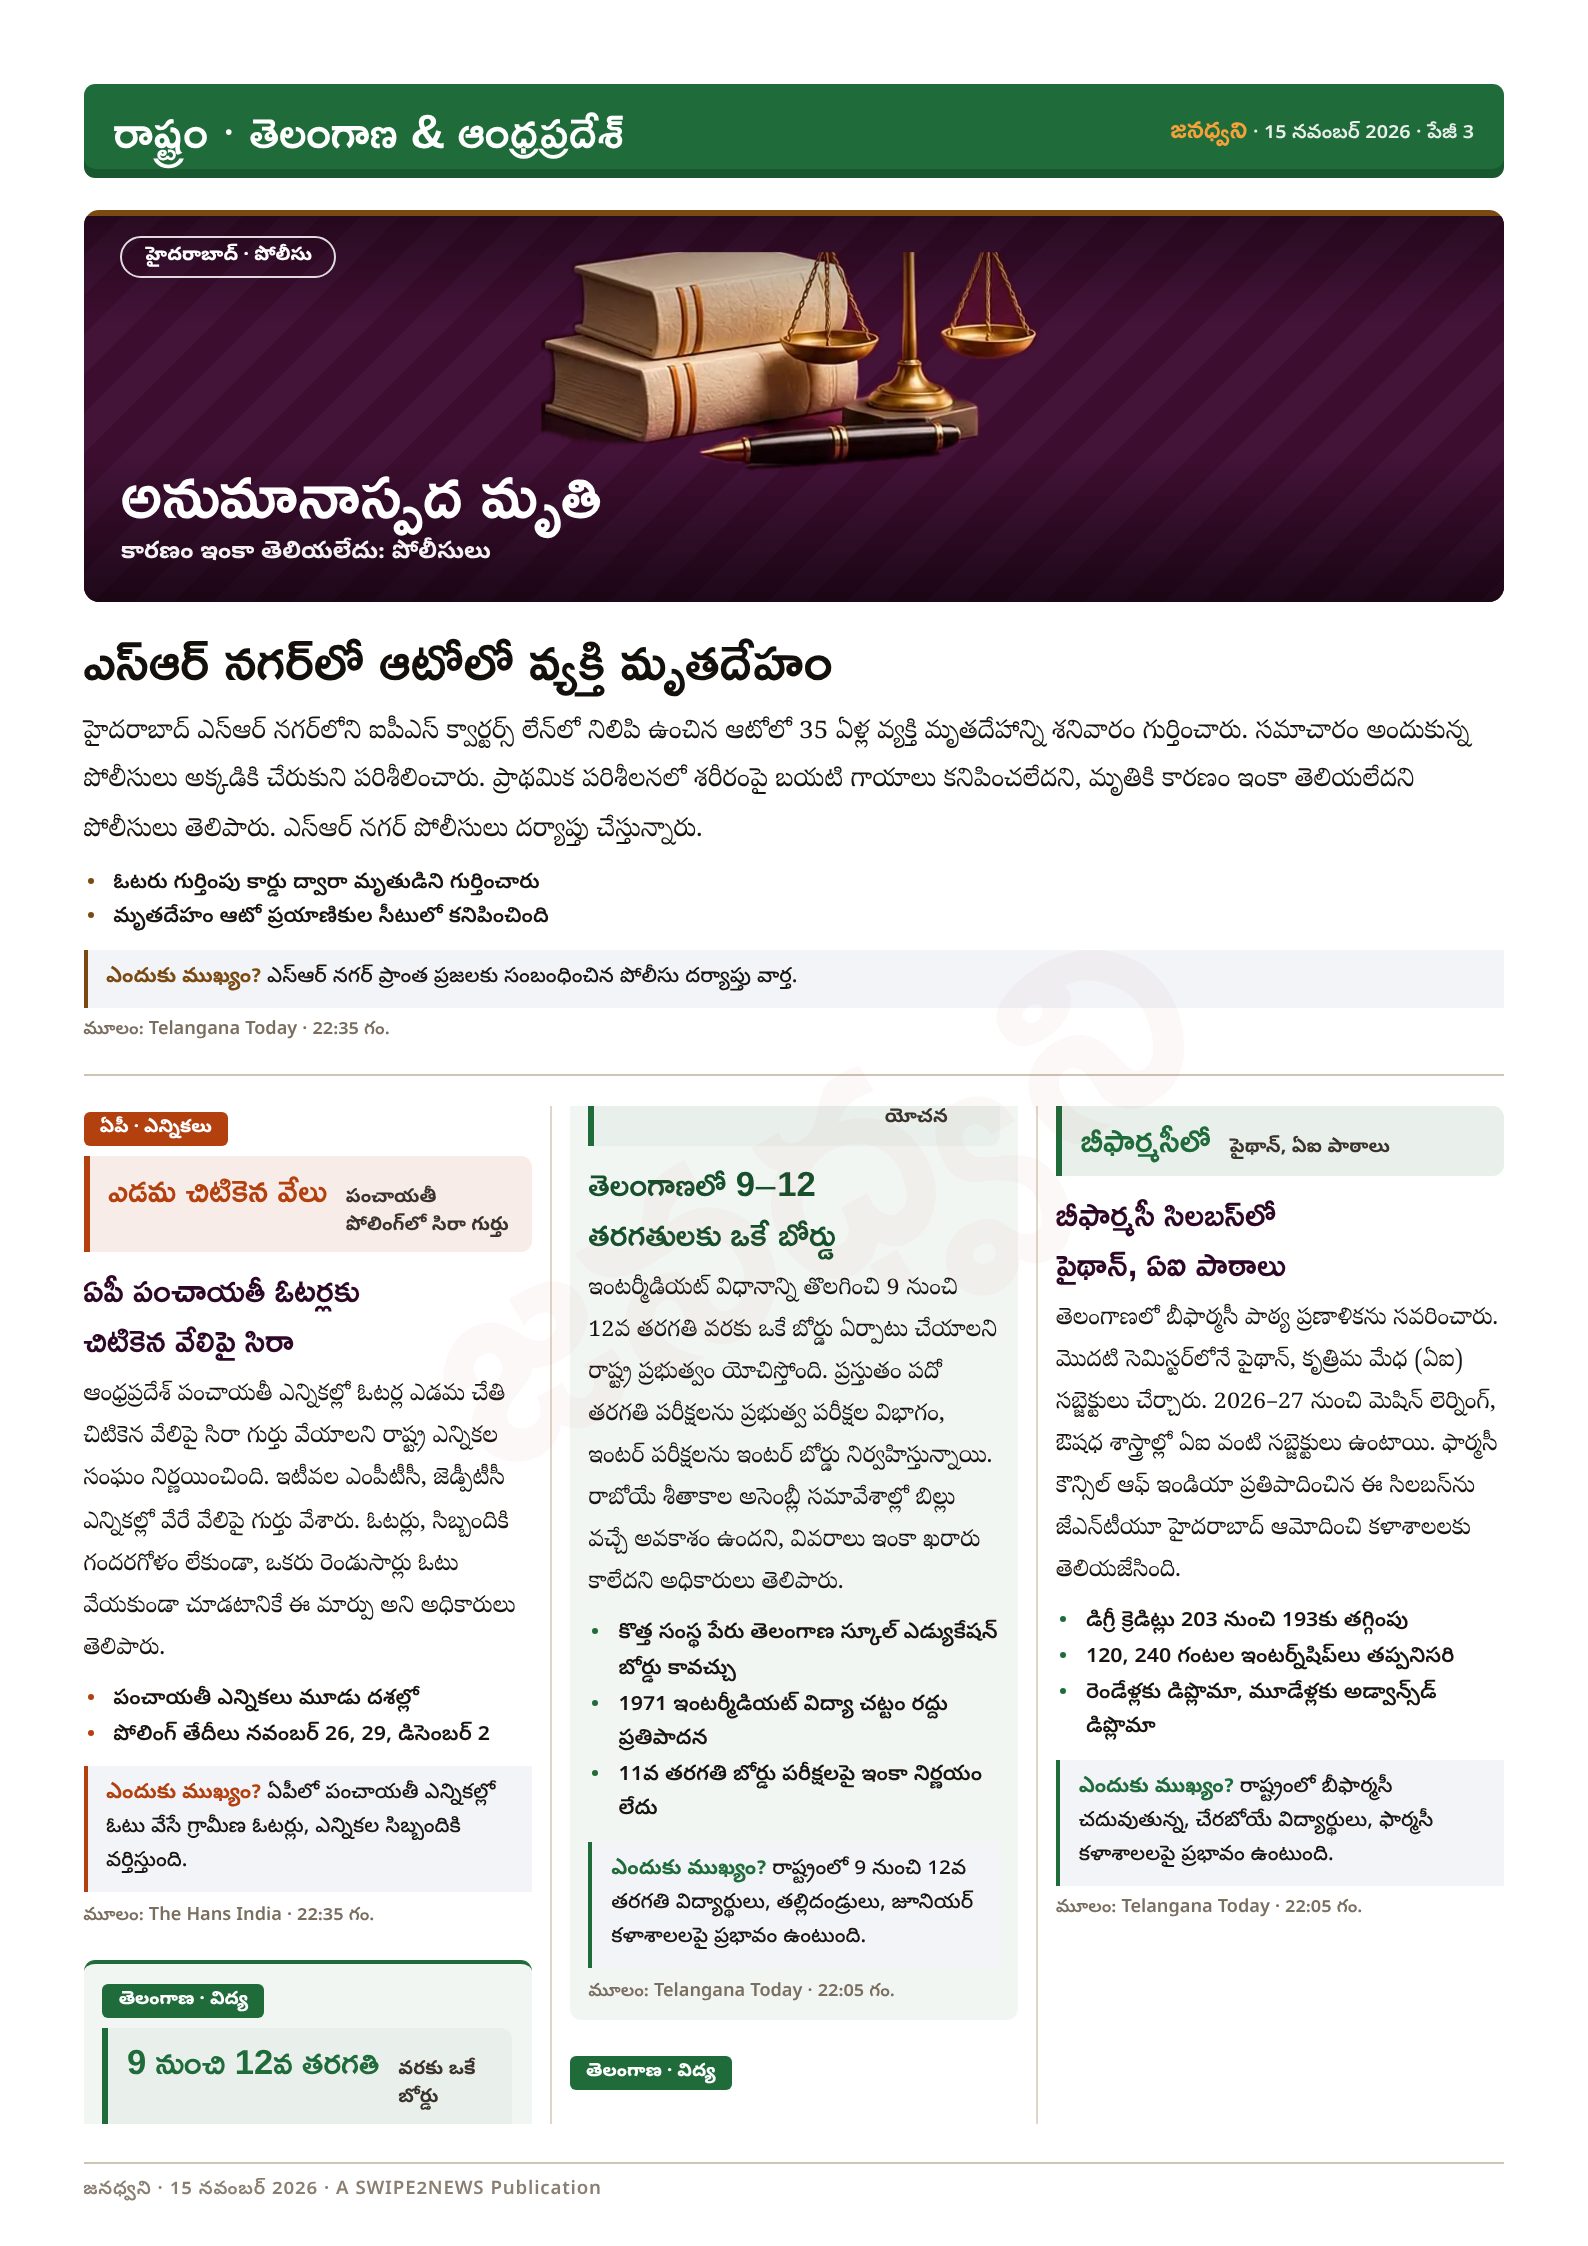 రాష్ట్రం · తెలంగాణ & ఆంధ్రప్రదేశ్
జనధ్వని · 15 నవంబర్ 2026 · పేజీ 3
హైదరాబాద్ · పోలీసు
అనుమానాస్పద మృతి
కారణం ఇంకా తెలియలేదు: పోలీసులు
ఎస్ఆర్ నగర్‌లో ఆటోలో వ్యక్తి మృతదేహం
హైదరాబాద్ ఎస్ఆర్ నగర్‌లోని ఐపీఎస్ క్వార్టర్స్ లేన్‌లో నిలిపి ఉంచిన ఆటోలో 35 ఏళ్ల వ్యక్తి మృతదేహాన్ని శనివారం గుర్తించారు. సమాచారం అందుకున్న
పోలీసులు అక్కడికి చేరుకుని పరిశీలించారు. ప్రాథమిక పరిశీలనలో శరీరంపై బయటి గాయాలు కనిపించలేదని, మృతికి కారణం ఇంకా తెలియలేదని
పోలీసులు తెలిపారు. ఎస్ఆర్ నగర్ పోలీసులు దర్యాప్తు చేస్తున్నారు.
• ఓటరు గుర్తింపు కార్డు ద్వారా మృతుడిని గుర్తించారు
• మృతదేహం ఆటో ప్రయాణికుల సీటులో కనిపించింది
ఎందుకు ముఖ్యం? ఎస్ఆర్ నగర్ ప్రాంత ప్రజలకు సంబంధించిన పోలీసు దర్యాప్తు వార్త.
మూలం: Telangana Today · 22:35 గం.
ఏపీ · ఎన్నికలు
ఎడమ చిటికెన వేలు పంచాయతీ
పోలింగ్‌లో సిరా గుర్తు
ఏపీ పంచాయతీ ఓటర్లకు
చిటికెన వేలిపై సిరా
ఆంధ్రప్రదేశ్ పంచాయతీ ఎన్నికల్లో ఓటర్ల ఎడమ చేతి
చిటికెన వేలిపై సిరా గుర్తు వేయాలని రాష్ట్ర ఎన్నికల
సంఘం నిర్ణయించింది. ఇటీవల ఎంపీటీసీ, జెడ్పీటీసీ
ఎన్నికల్లో వేరే వేలిపై గుర్తు వేశారు. ఓటర్లు, సిబ్బందికి
గందరగోళం లేకుండా, ఒకరు రెండుసార్లు ఓటు
వేయకుండా చూడటానికే ఈ మార్పు అని అధికారులు
తెలిపారు.
• పంచాయతీ ఎన్నికలు మూడు దశల్లో
• పోలింగ్ తేదీలు నవంబర్ 26, 29, డిసెంబర్ 2
ఎందుకు ముఖ్యం? ఏపీలో పంచాయతీ ఎన్నికల్లో
ఓటు వేసే గ్రామీణ ఓటర్లు, ఎన్నికల సిబ్బందికి
వర్తిస్తుంది.
మూలం: The Hans India · 22:35 గం.
తెలంగాణ · విద్య
9 నుంచి 12వ తరగతి వరకు ఒకే
బోర్డు
యోచన
తెలంగాణలో 9–12
తరగతులకు ఒకే బోర్డు
ఇంటర్మీడియట్ విధానాన్ని తొలగించి 9 నుంచి
12వ తరగతి వరకు ఒకే బోర్డు ఏర్పాటు చేయాలని
రాష్ట్ర ప్రభుత్వం యోచిస్తోంది. ప్రస్తుతం పదో
తరగతి పరీక్షలను ప్రభుత్వ పరీక్షల విభాగం,
ఇంటర్ పరీక్షలను ఇంటర్ బోర్డు నిర్వహిస్తున్నాయి.
రాబోయే శీతాకాల అసెంబ్లీ సమావేశాల్లో బిల్లు
వచ్చే అవకాశం ఉందని, వివరాలు ఇంకా ఖరారు
కాలేదని అధికారులు తెలిపారు.
• కొత్త సంస్థ పేరు తెలంగాణ స్కూల్ ఎడ్యుకేషన్
బోర్డు కావచ్చు
• 1971 ఇంటర్మీడియట్ విద్యా చట్టం రద్దు
ప్రతిపాదన
• 11వ తరగతి బోర్డు పరీక్షలపై ఇంకా నిర్ణయం
లేదు
ఎందుకు ముఖ్యం? రాష్ట్రంలో 9 నుంచి 12వ
తరగతి విద్యార్థులు, తల్లిదండ్రులు, జూనియర్
కళాశాలలపై ప్రభావం ఉంటుంది.
మూలం: Telangana Today · 22:05 గం.
తెలంగాణ · విద్య
బీఫార్మసీలో పైథాన్, ఏఐ పాఠాలు
బీఫార్మసీ సిలబస్‌లో
పైథాన్, ఏఐ పాఠాలు
తెలంగాణలో బీఫార్మసీ పాఠ్య ప్రణాళికను సవరించారు.
మొదటి సెమిస్టర్‌లోనే పైథాన్, కృత్రిమ మేధ (ఏఐ)
సబ్జెక్టులు చేర్చారు. 2026–27 నుంచి మెషిన్ లెర్నింగ్,
ఔషధ శాస్త్రాల్లో ఏఐ వంటి సబ్జెక్టులు ఉంటాయి. ఫార్మసీ
కౌన్సిల్ ఆఫ్ ఇండియా ప్రతిపాదించిన ఈ సిలబస్‌ను
జేఎన్‌టీయూ హైదరాబాద్ ఆమోదించి కళాశాలలకు
తెలియజేసింది.
• డిగ్రీ క్రెడిట్లు 203 నుంచి 193కు తగ్గింపు
• 120, 240 గంటల ఇంటర్న్‌షిప్‌లు తప్పనిసరి
• రెండేళ్లకు డిప్లొమా, మూడేళ్లకు అడ్వాన్స్‌డ్
డిప్లొమా
ఎందుకు ముఖ్యం? రాష్ట్రంలో బీఫార్మసీ
చదువుతున్న, చేరబోయే విద్యార్థులు, ఫార్మసీ
కళాశాలలపై ప్రభావం ఉంటుంది.
మూలం: Telangana Today · 22:05 గం.
జనధ్వని
జనధ్వని · 15 నవంబర్ 2026 · A SWIPE2NEWS Publication